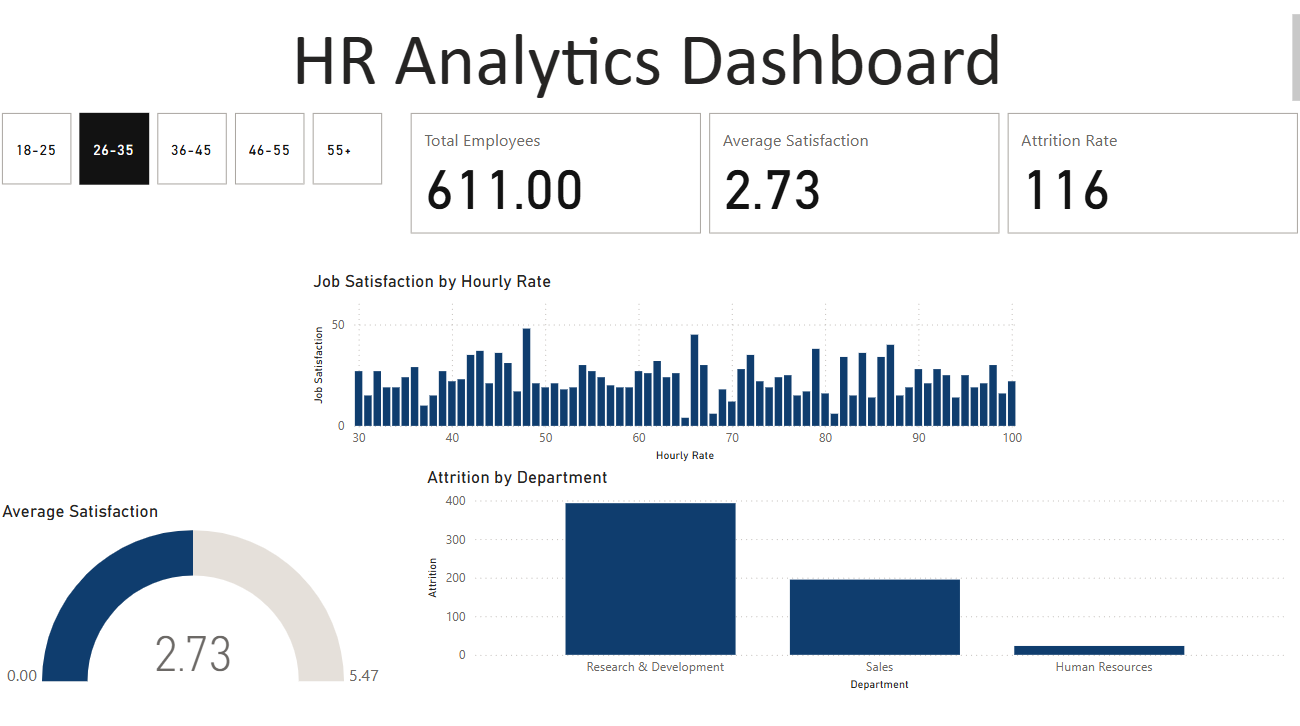 HR Analytics Dashboard
18-25
26-35
36-45
46-55
55+
Total Employees
611.00
Average Satisfaction
2.73
Attrition Rate
116
Job Satisfaction by Hourly Rate
Job Satisfaction
50
0
30 40 50 60 70 80 90 100
Hourly Rate
Attrition by Department
Attrition
400
300
200
100
0
Research & Development Sales Human Resources
Department
Average Satisfaction
2.73
0.00 5.47